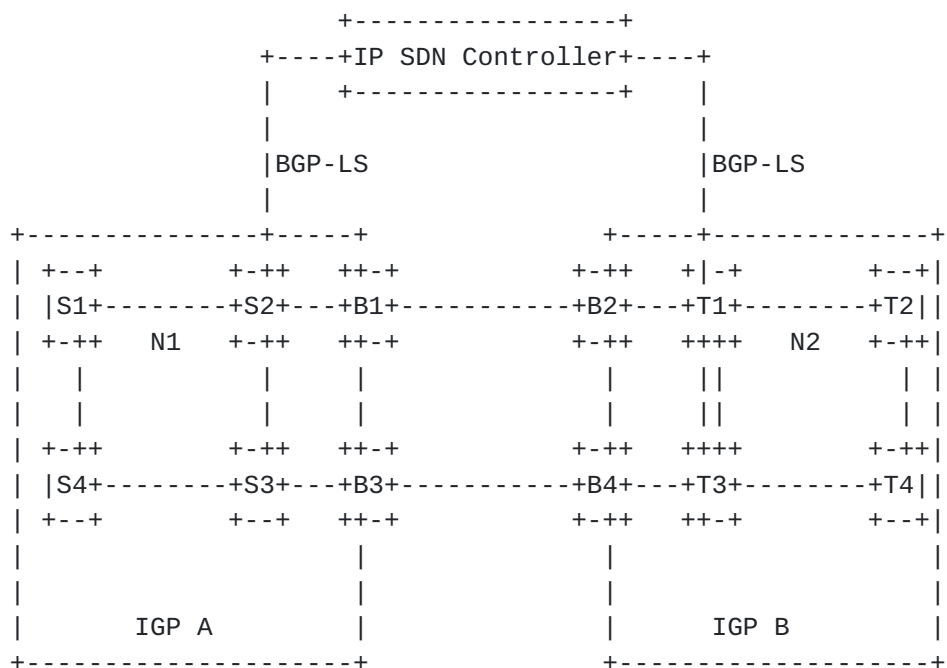 IP SDN Controller
BGP-LS BGP-LS
S1 S2 B1 B2 T1 T2
N1 N2
S4 S3 B3 B4 T3 T4
IGP A IGP B